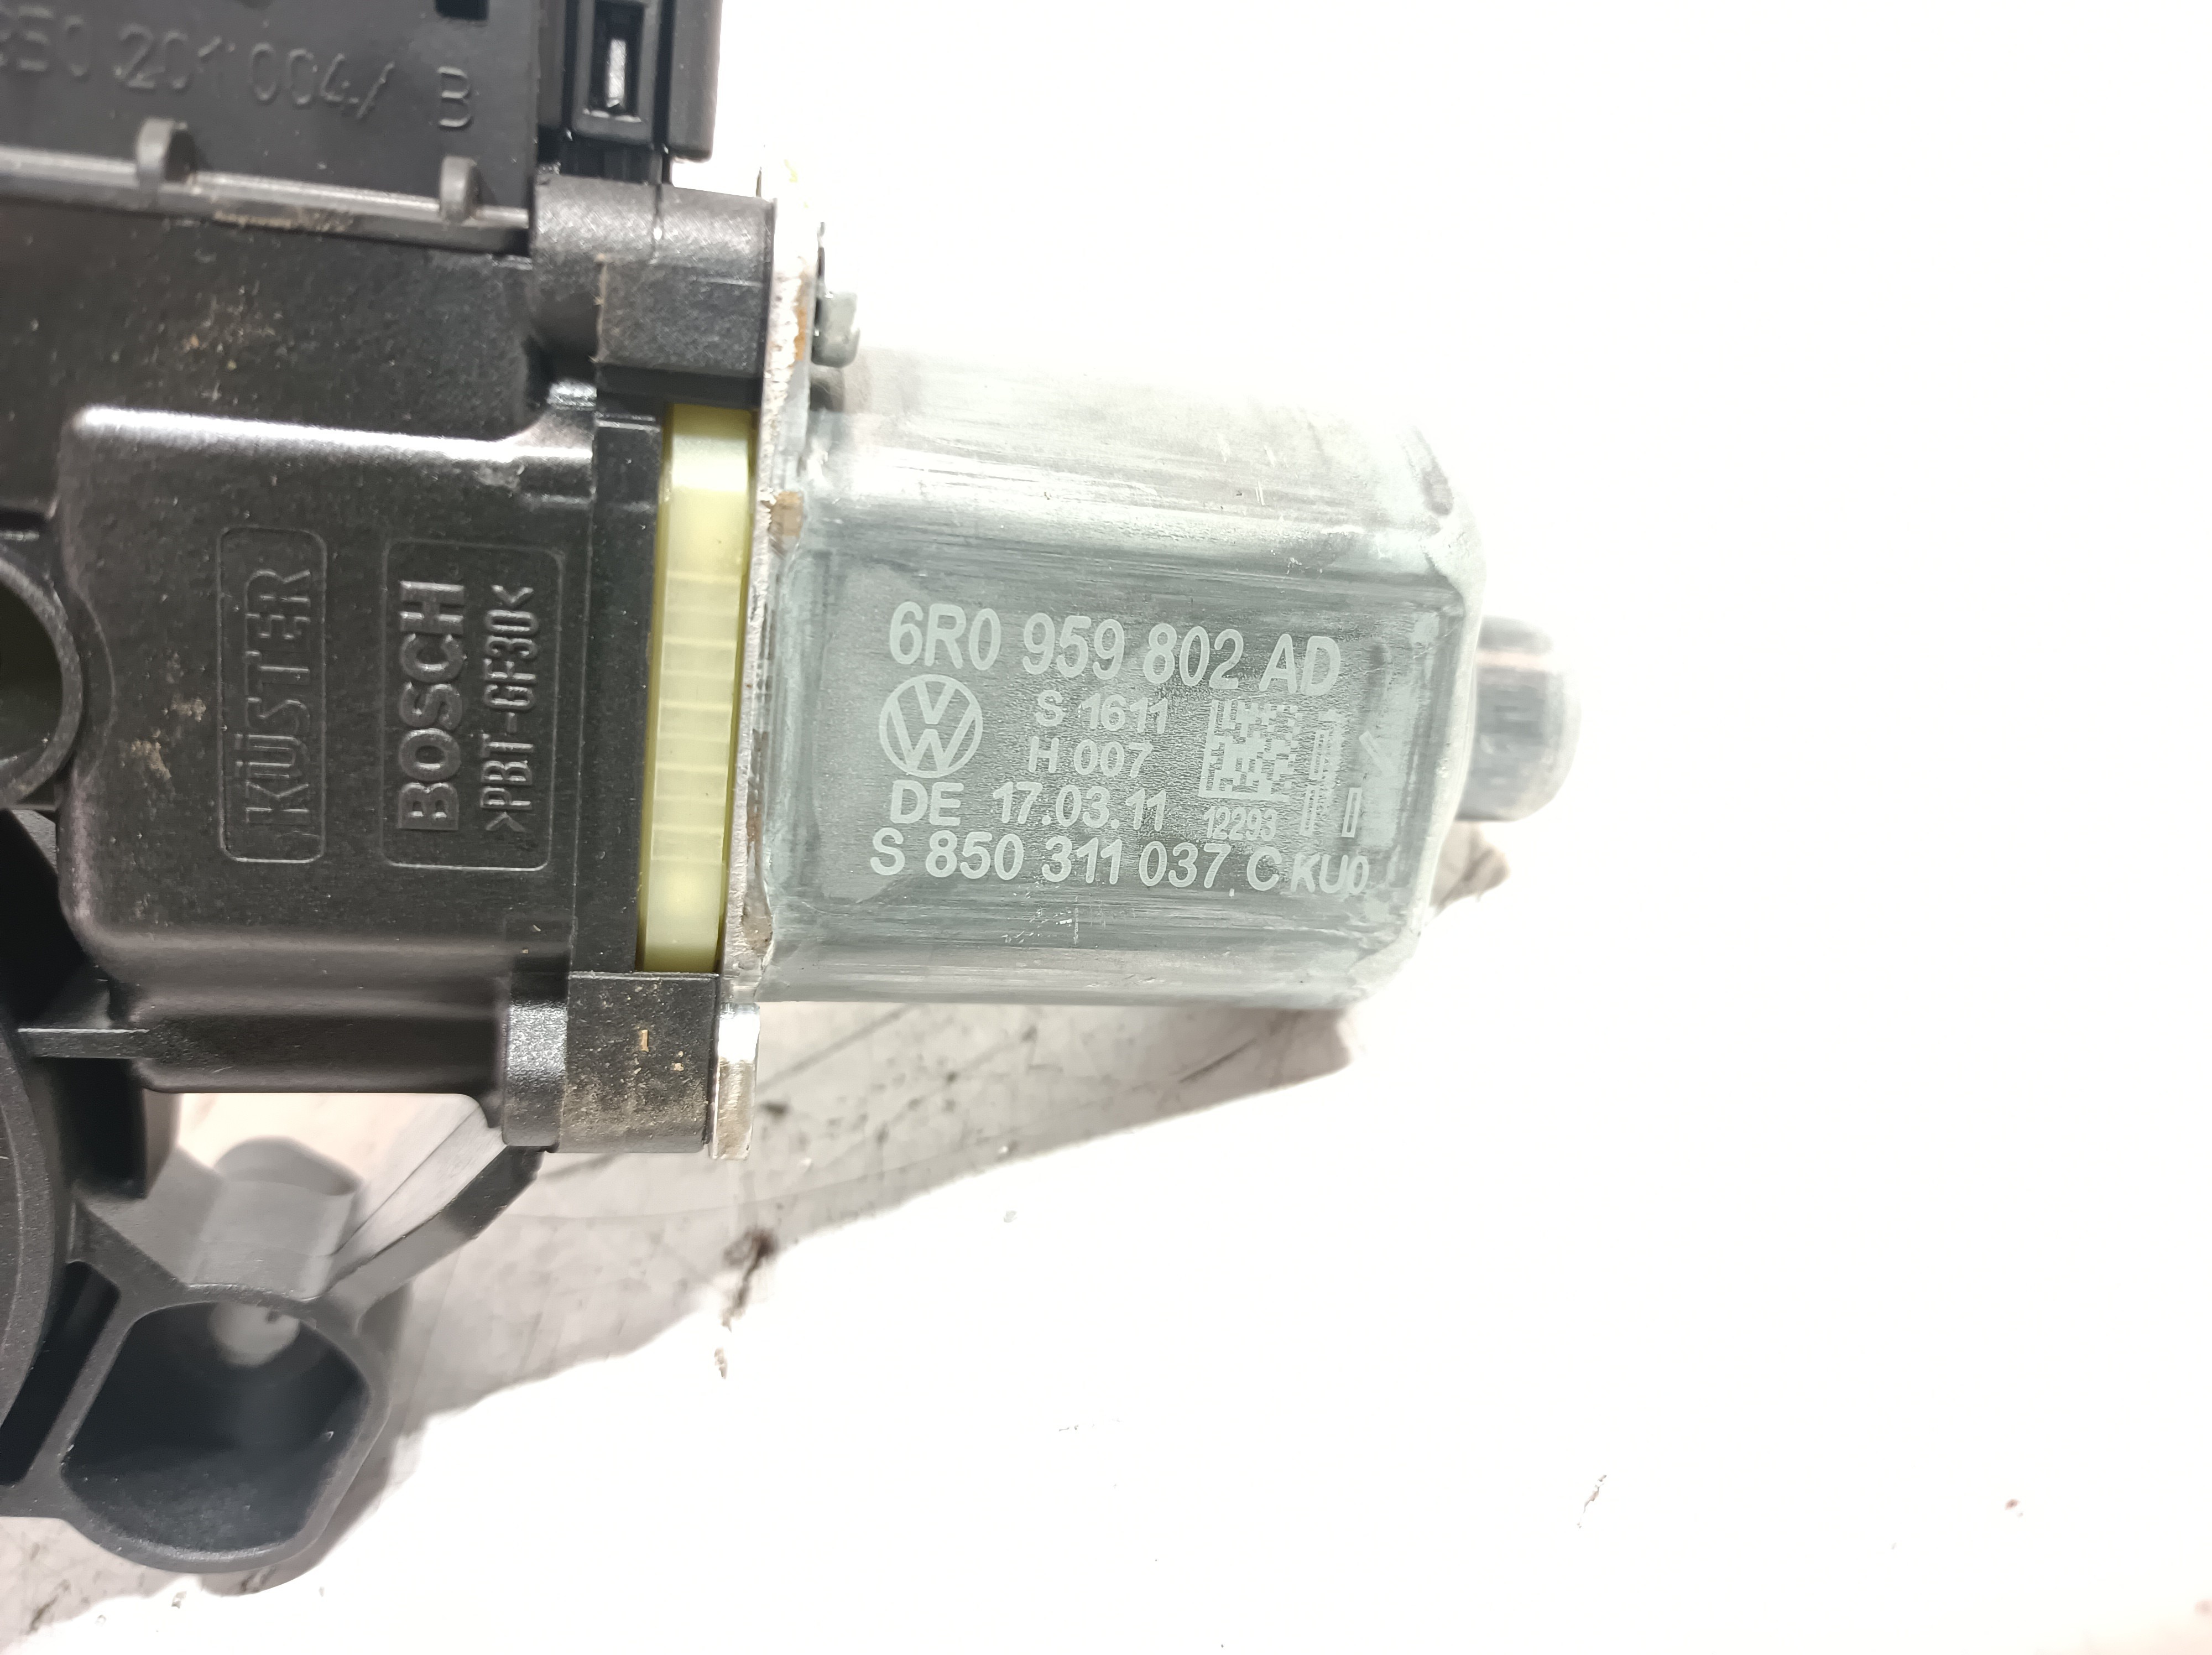 201 004/ B
KÜSTER
BOSCH
>PBT-GF30<
6R0 959 802 AD
S 1611
H 007
DE 17.03.11
12293
S 850 311 037 C KU0
1